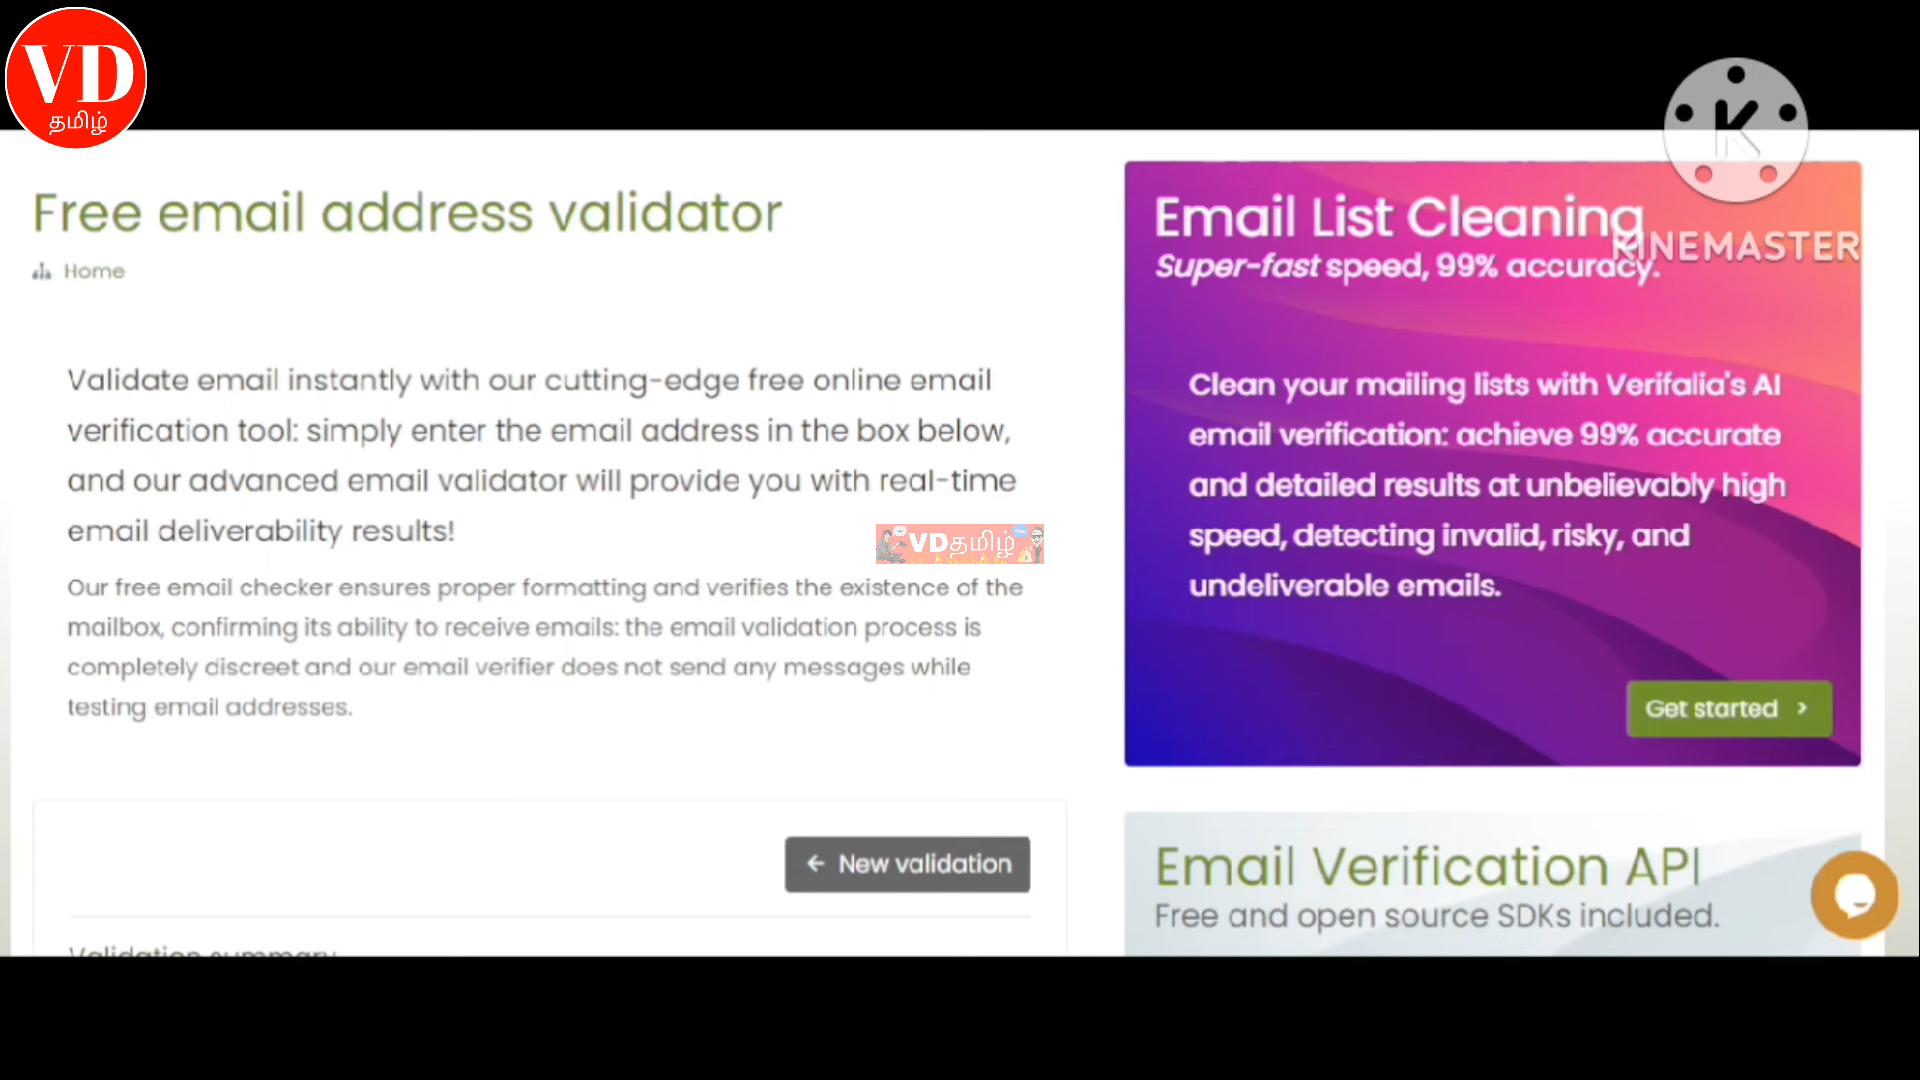 VD
தமிழ்
KINEMASTER
Free email address validator
Home
Validate email instantly with our cutting-edge free online email
verification tool: simply enter the email address in the box below,
and our advanced email validator will provide you with real-time
email deliverability results!
VDதமிழ்
Our free email checker ensures proper formatting and verifies the existence of the
mailbox, confirming its ability to receive emails: the email validation process is
completely discreet and our email verifier does not send any messages while
testing email addresses.
← New validation
Validation summary
Email List Cleaning
Super-fast speed, 99% accuracy.
Clean your mailing lists with Verifalia's AI
email verification: achieve 99% accurate
and detailed results at unbelievably high
speed, detecting invalid, risky, and
undeliverable emails.
Get started >
Email Verification API
Free and open source SDKs included.